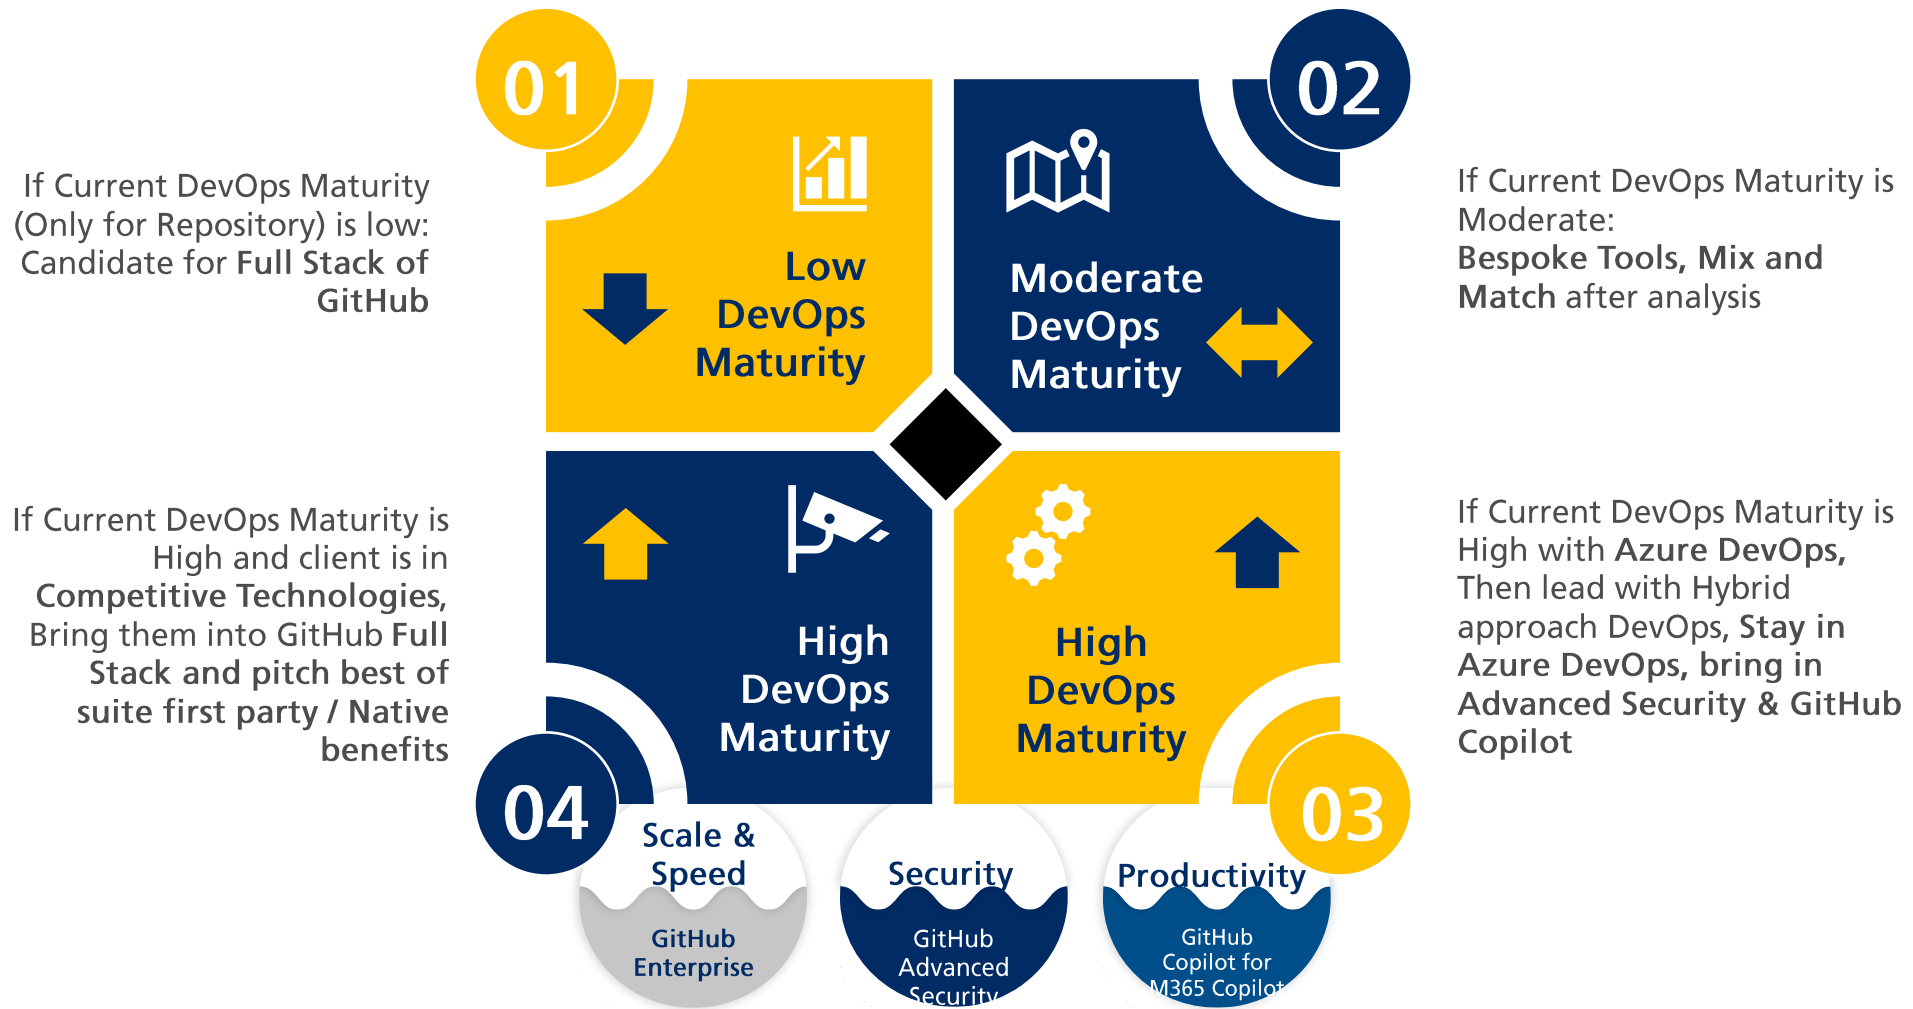 01
If Current DevOps Maturity
(Only for Repository) is low:
Candidate for Full Stack of
GitHub
Low
DevOps
Maturity
02
Moderate
DevOps
Maturity
If Current DevOps Maturity is
Moderate:
Bespoke Tools, Mix and
Match after analysis
If Current DevOps Maturity is
High and client is in
Competitive Technologies,
Bring them into GitHub Full
Stack and pitch best of
suite first party / Native
benefits
04
High
DevOps
Maturity
High
DevOps
Maturity
03
If Current DevOps Maturity is
High with Azure DevOps,
Then lead with Hybrid
approach DevOps, Stay in
Azure DevOps, bring in
Advanced Security & GitHub
Copilot
Scale &
Speed
GitHub
Enterprise
Security
GitHub
Advanced
Security
Productivity
GitHub
Copilot for
M365 Copilot